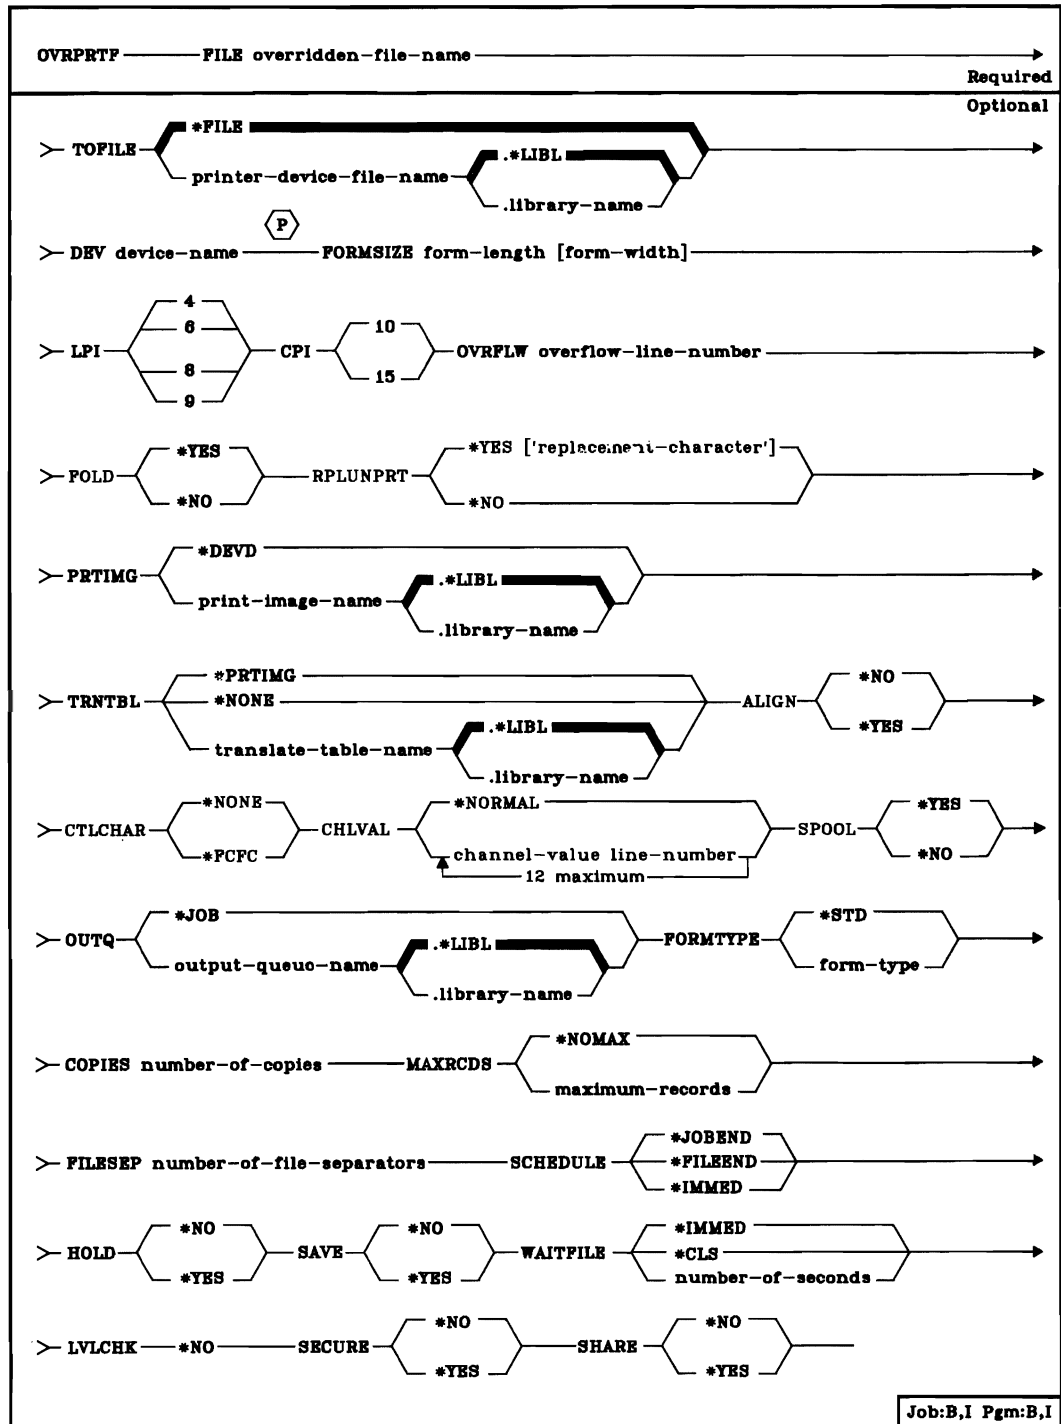 OVRPRTF FILE overridden-file-name
Required
Optional
*FILE
TOFILE
.*LIBL
printer-device-file-name
.library-name
P
DEV device-name FORMSIZE form-length [form-width]
4
6 10
LPI CPI OVRFLW overflow-line-number
8 15
9
*YES *YES ['replacement-character']
FOLD RPLUNPRT
*NO *NO
*DEVD
PRTIMG
.*LIBL
print-image-name
.library-name
*PRTIMG *NO
TRNTBL *NONE ALIGN
.*LIBL *YES
translate-table-name
.library-name
*NONE *NORMAL *YES
CTLCHAR CHLVAL SPOOL
*FCFC channel-value line-number *NO
12 maximum
*JOB *STD
OUTQ .*LIBL FORMTYPE
output-queue-name form-type
.library-name
*NOMAX
COPIES number-of-copies MAXRCDS
maximum-records
*JOBEND
FILESEP number-of-file-separators SCHEDULE *FILEEND
*IMMED
*NO *NO *IMMED
HOLD SAVE WAITFILE *CLS
*YES *YES number-of-seconds
*NO *NO
LVLCHK *NO SECURE SHARE
*YES *YES
Job:B,I Pgm:B,I